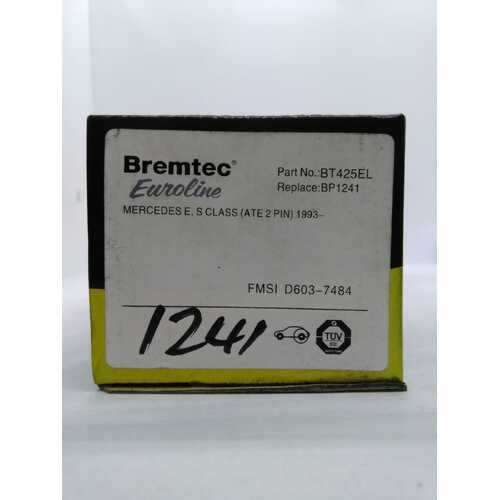 Bremtec®
Euroline
Part No.:BT425EL
Replace:BP1241
MERCEDES E, S CLASS (ATE 2 PIN) 1993–
FMSI D603–7484
1241
TÜV